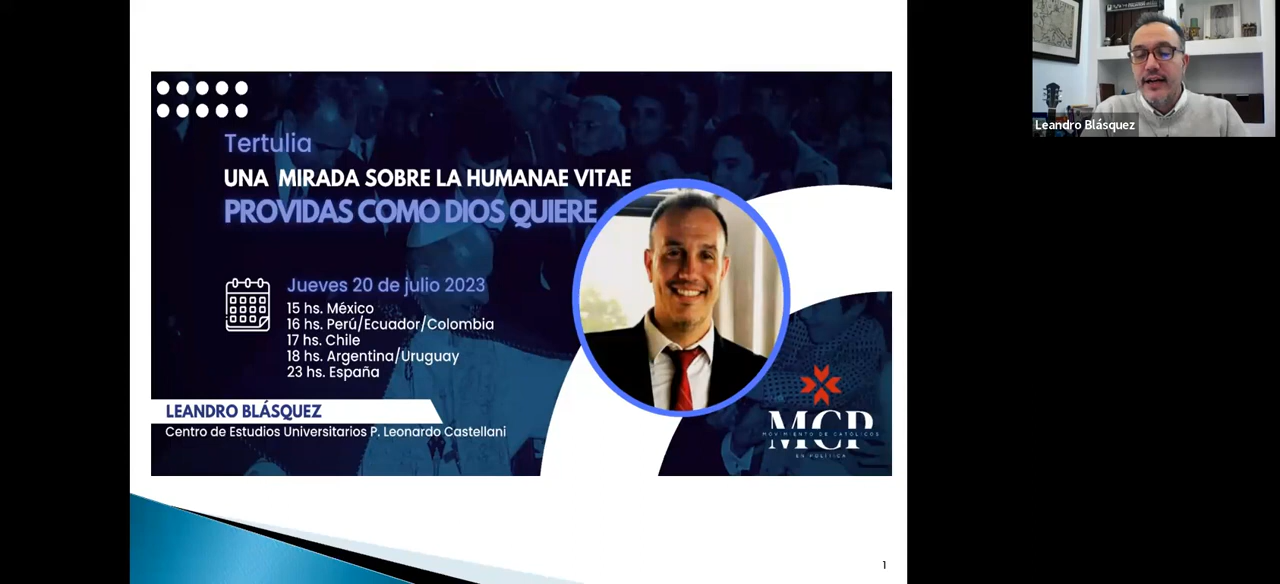 Tertulia
UNA MIRADA SOBRE LA HUMANAE VITAE
PROVIDAS COMO DIOS QUIERE
Jueves 20 de julio 2023
15 hs. México
16 hs. Perú/Ecuador/Colombia
17 hs. Chile
18 hs. Argentina/Uruguay
23 hs. España
LEANDRO BLÁSQUEZ
Centro de Estudios Universitarios P. Leonardo Castellani
MCP
MOVIMIENTO DE CATÓLICOS
EN POLÍTICA
1
Leandro Blásquez